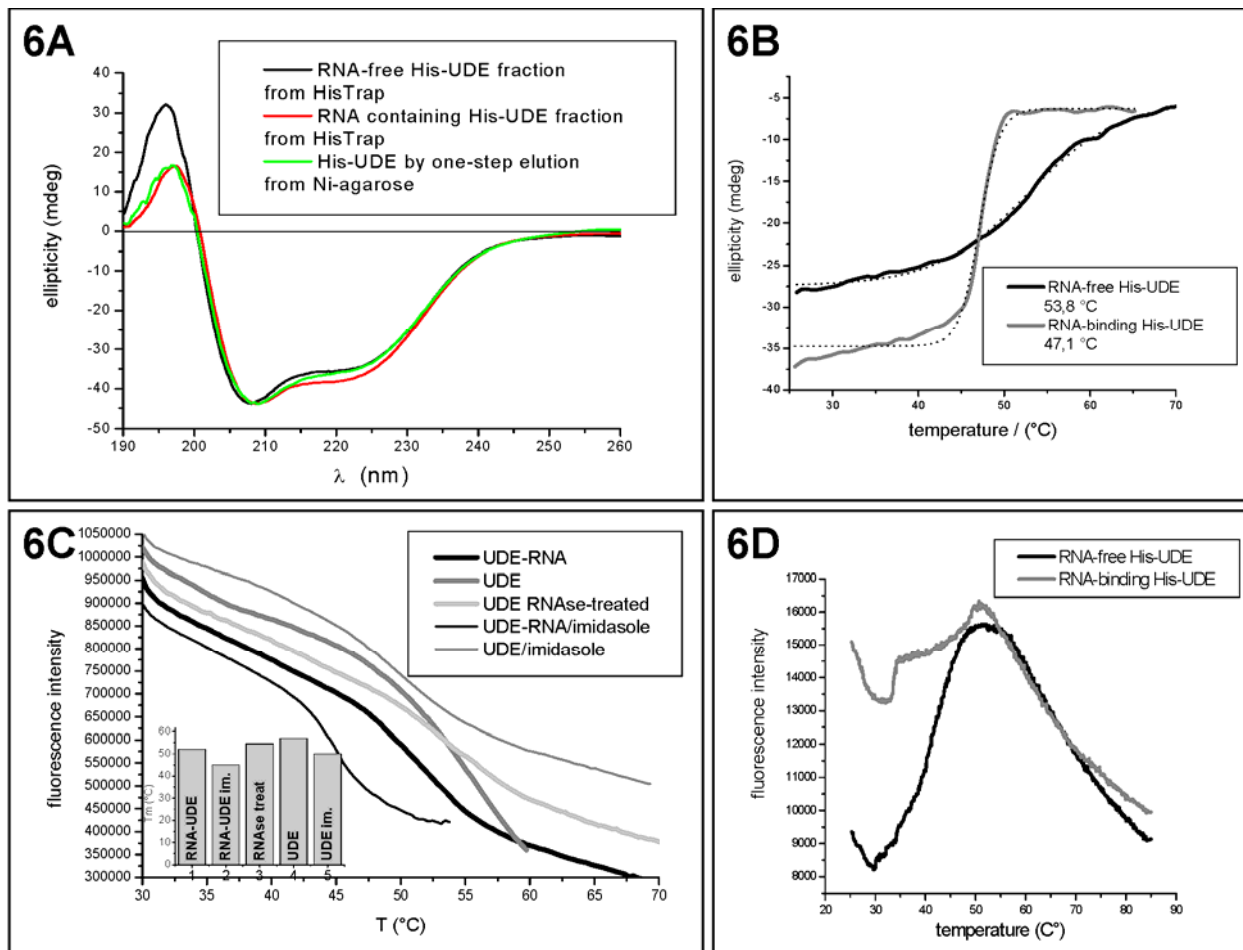 6A
RNA-free His-UDE fraction
from HisTrap
RNA containing His-UDE fraction
from HisTrap
His-UDE by one-step elution
from Ni-agarose
ellipticity (mdeg)
40
30
20
10
0
-10
-20
-30
-40
-50
190 200 210 220 230 240 250 260
λ (nm)
6B
ellipticity (mdeg)
-5
-10
-15
-20
-25
-30
-35
-40
RNA-free His-UDE
53,8 °C
RNA-binding His-UDE
47,1 °C
30 40 50 60 70
temperature / (°C)
6C
fluorescence intensity
1050000
1000000
950000
900000
850000
800000
750000
700000
650000
600000
550000
500000
450000
400000
350000
300000
UDE-RNA
UDE
UDE RNAse-treated
UDE-RNA/imidasole
UDE/imidasole
Tm (°C)
60
50
40
30
20
10
0
RNA-UDE
RNA-UDE im.
RNAse treat
UDE
UDE im.
1 2 3 4 5
30 35 40 45 50 55 60 65 70
T (°C)
6D
RNA-free His-UDE
RNA-binding His-UDE
fluorescence intensity
17000
16000
15000
14000
13000
12000
11000
10000
9000
8000
20 30 40 50 60 70 80 90
temperature (C°)